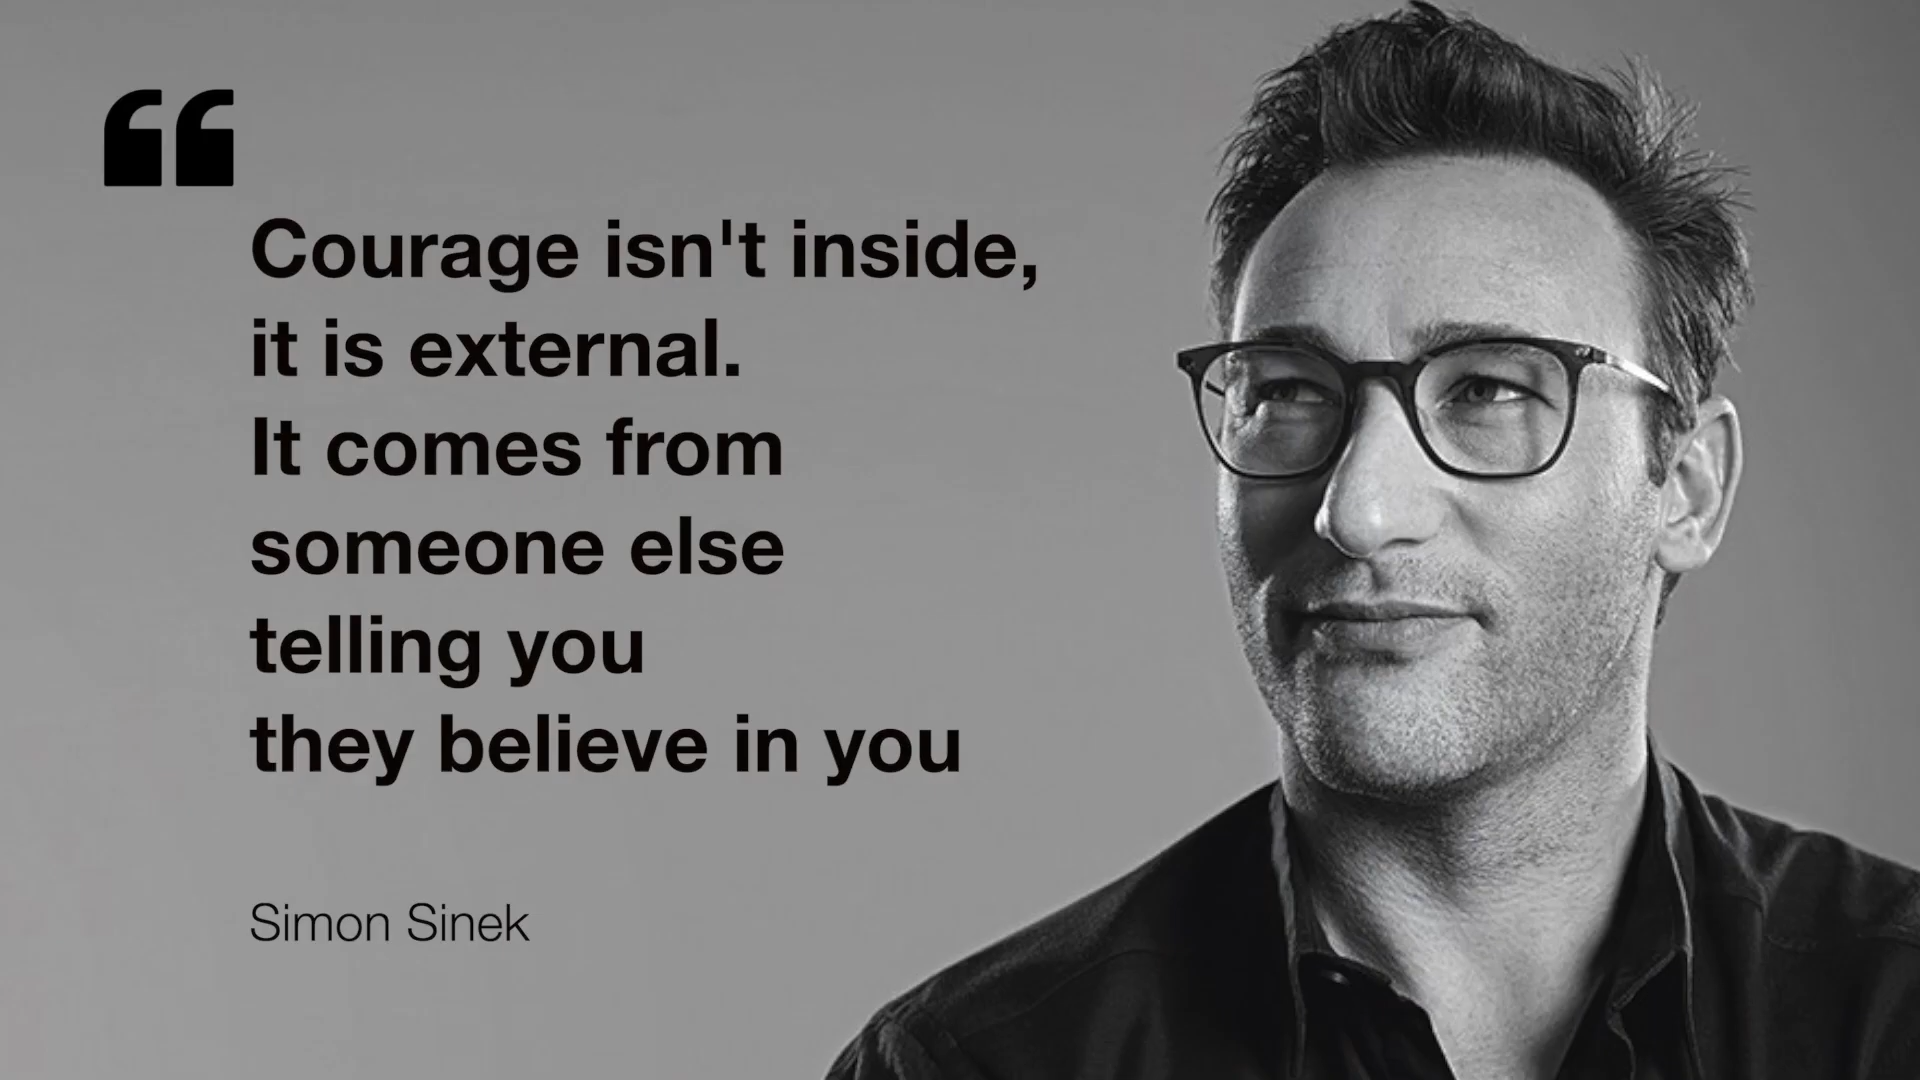 “
Courage isn't inside,
it is external.
It comes from
someone else
telling you
they believe in you
Simon Sinek